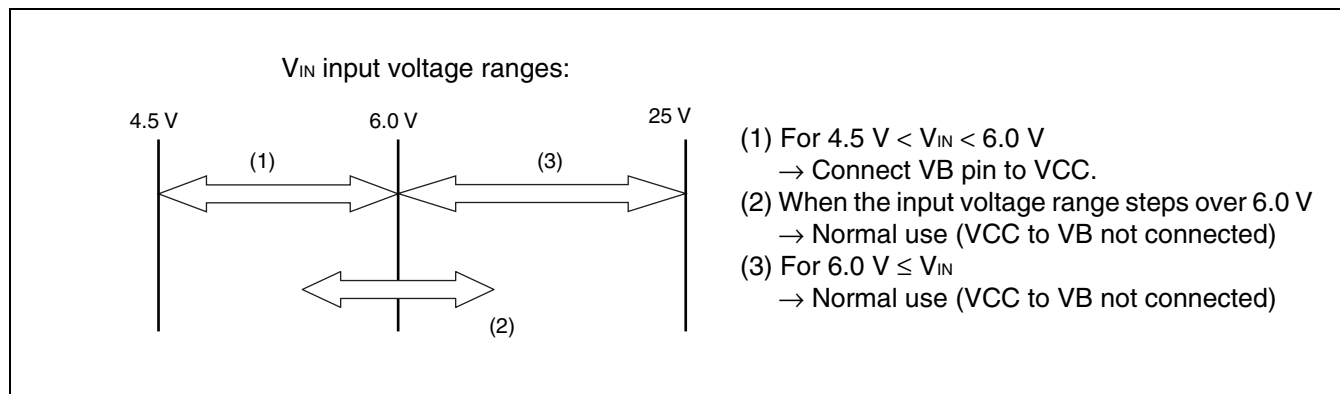 VIN input voltage ranges:
4.5 V
6.0 V
25 V
(1)
(3)
(2)
(1) For 4.5 V < VIN < 6.0 V
→ Connect VB pin to VCC.
(2) When the input voltage range steps over 6.0 V
→ Normal use (VCC to VB not connected)
(3) For 6.0 V ≤ VIN
→ Normal use (VCC to VB not connected)